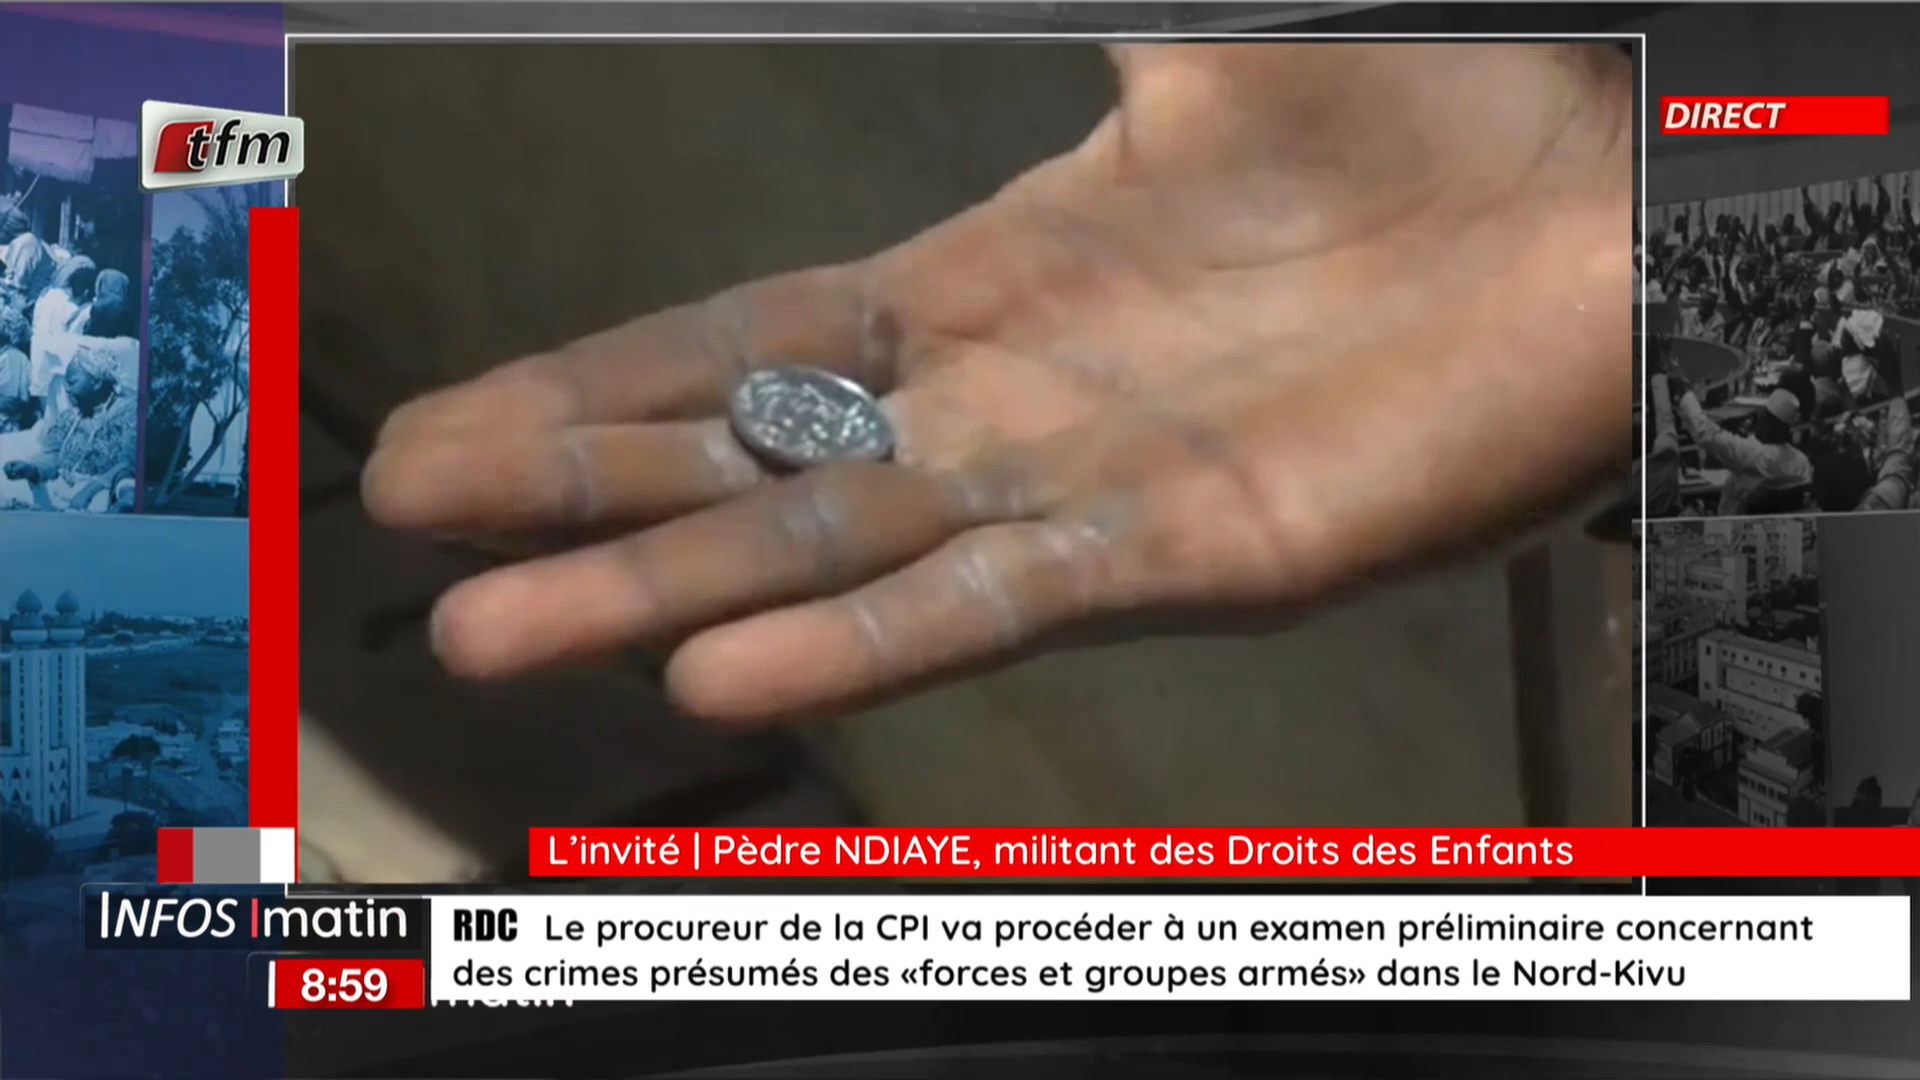 tfm
DIRECT
L'invité | Pèdre NDIAYE, militant des Droits des Enfants
INFOS matin
RDC Le procureur de la CPI va procéder à un examen préliminaire concernant
des crimes présumés des «forces et groupes armés» dans le Nord-Kivu
8:59
matin